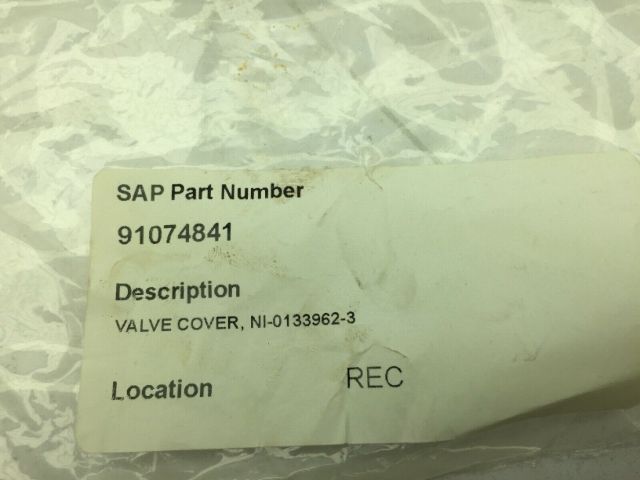 SAP Part Number
91074841
Description
VALVE COVER, NI-0133962-3
Location REC